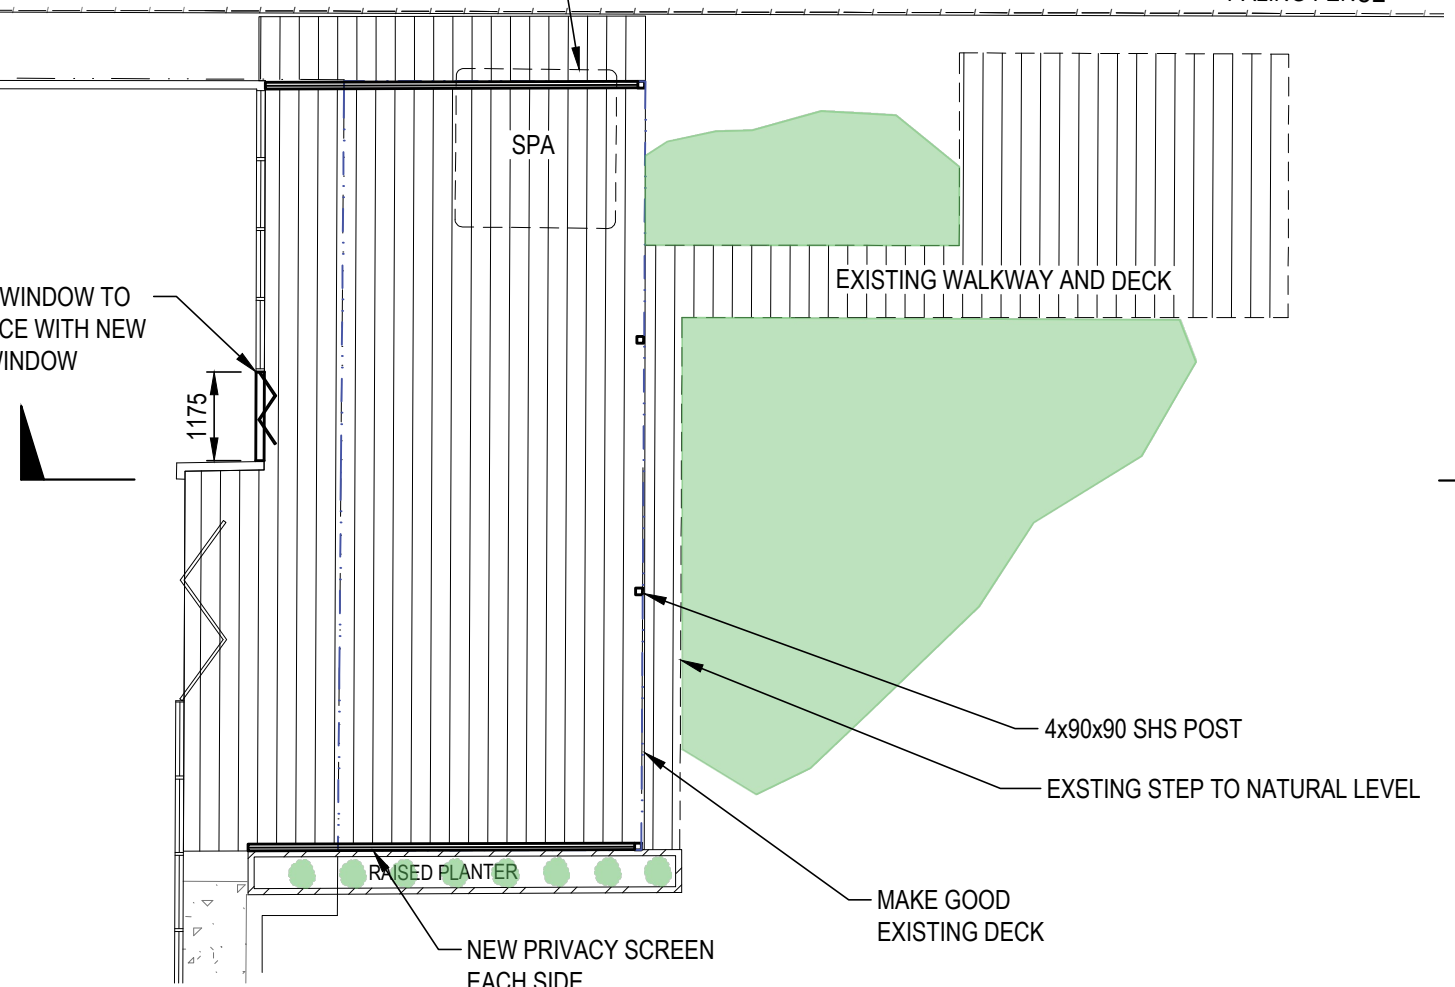 SPA
EXISTING WALKWAY AND DECK
WINDOW TO
CE WITH NEW
WINDOW
1175
4x90x90 SHS POST
EXSTING STEP TO NATURAL LEVEL
RAISED PLANTER
MAKE GOOD
EXISTING DECK
NEW PRIVACY SCREEN
EACH SIDE